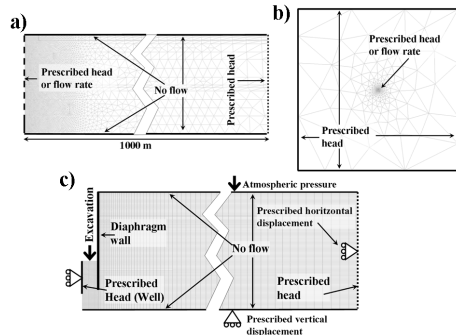 a)
Prescribed head
or flow rate
No flow
Prescribed head
1000 m
b)
Prescribed head
or flow rate
Prescribed
head
c)
Excavation
Atmospheric pressure
Diaphragm
wall
Prescribed horitzontal
displacement
No flow
Prescribed
Head (Well)
Prescribed
head
Prescribed vertical
displacement